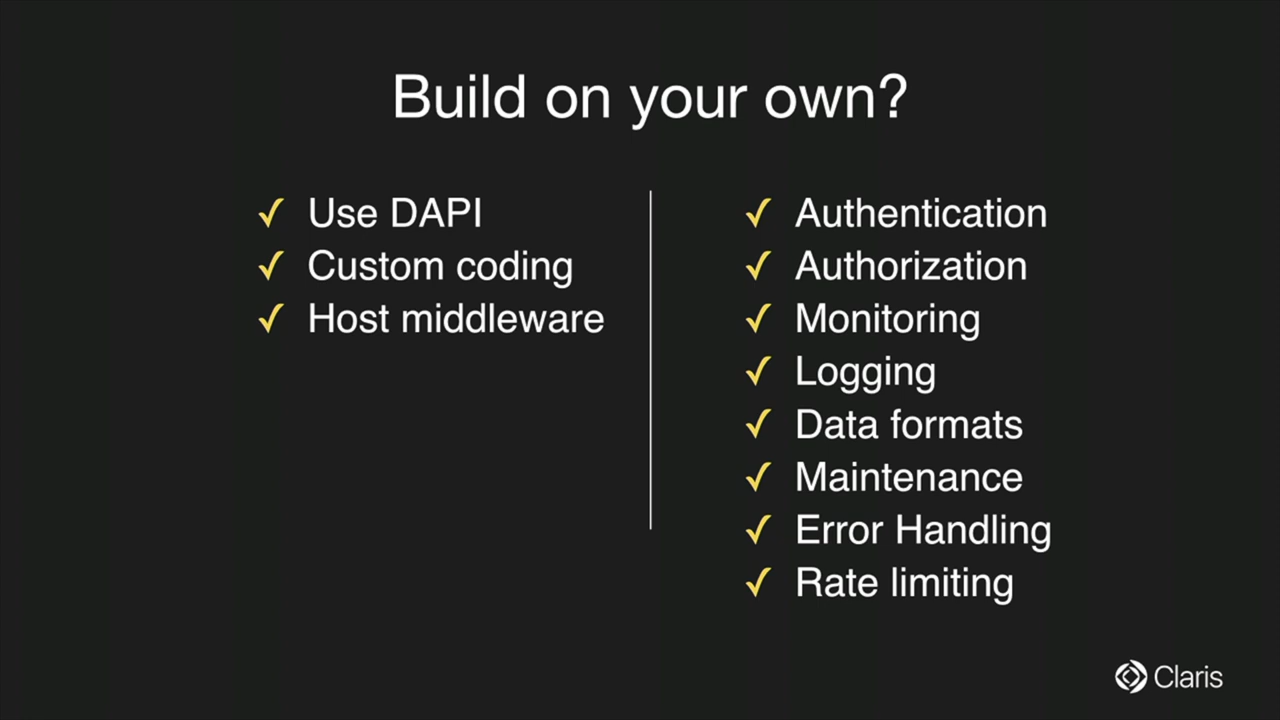 Build on your own?
✓ Use DAPI
✓ Custom coding
✓ Host middleware
✓ Authentication
✓ Authorization
✓ Monitoring
✓ Logging
✓ Data formats
✓ Maintenance
✓ Error Handling
✓ Rate limiting
Claris